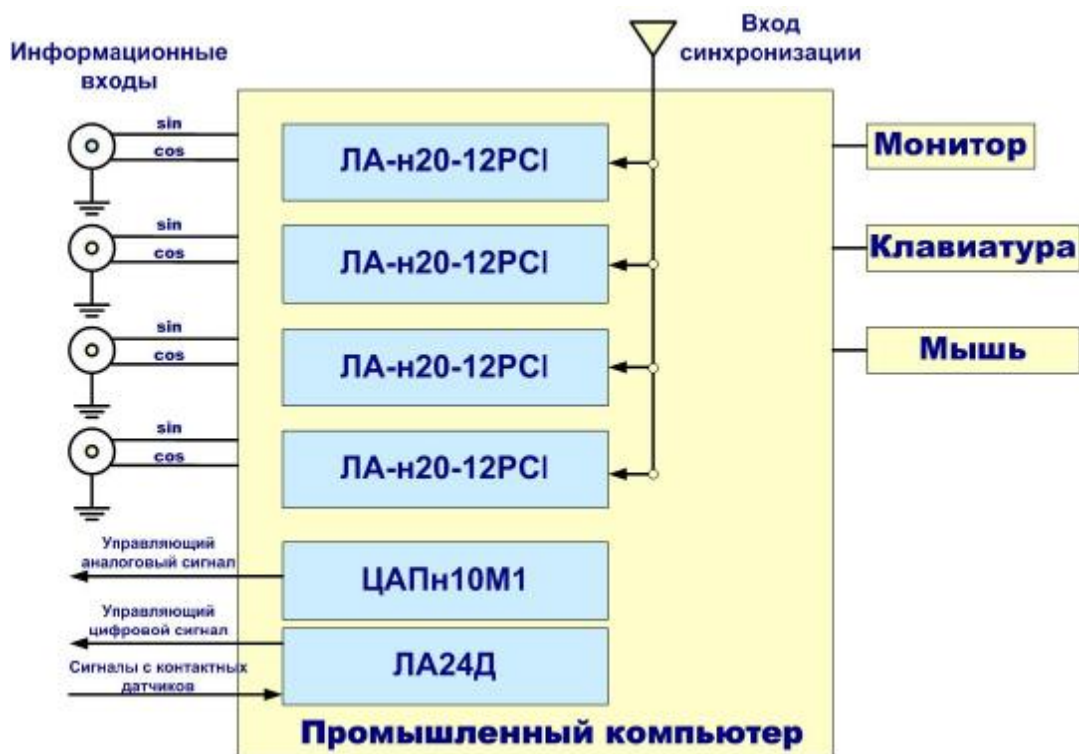 Информационные
входы
Вход
синхронизации
sin
cos
ЛА-н20-12PCI
Монитор
sin
cos
ЛА-н20-12PCI
Клавиатура
sin
cos
ЛА-н20-12PCI
Мышь
sin
cos
ЛА-н20-12PCI
Управляющий
аналоговый сигнал
ЦАПн10М1
Управляющий
цифровой сигнал
ЛА24Д
Сигналы с контактных
датчиков
Промышленный компьютер